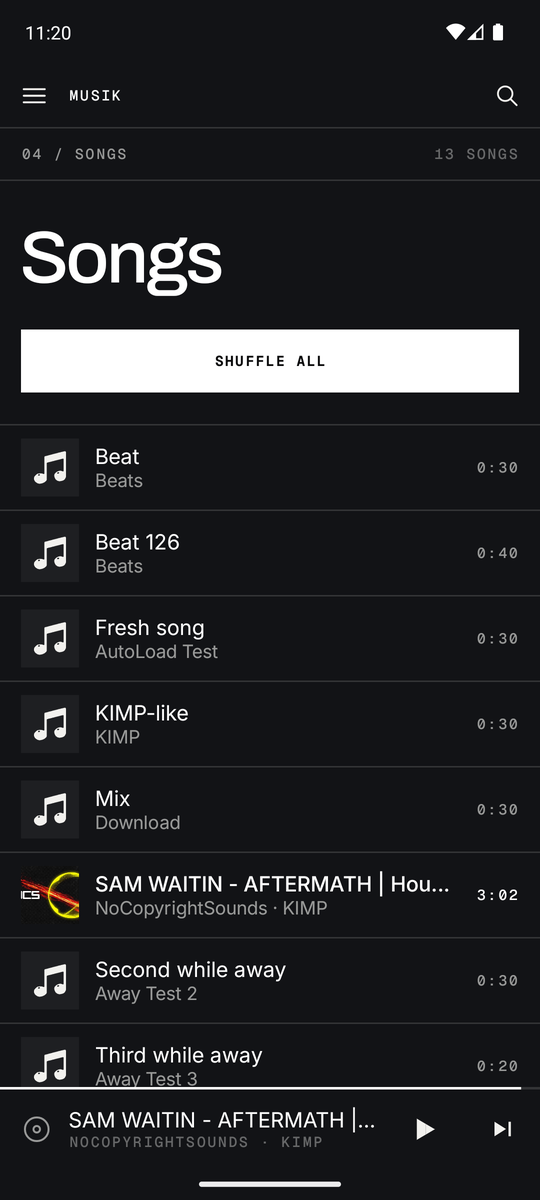 11:20
MUSIK
04 / SONGS
13 SONGS
Songs
SHUFFLE ALL
Beat
Beats
0:30
Beat 126
Beats
0:40
Fresh song
AutoLoad Test
0:30
KIMP-like
KIMP
0:30
Mix
Download
0:30
ICS
SAM WAITIN - AFTERMATH | Hou...
NoCopyrightSounds · KIMP
3:02
Second while away
Away Test 2
0:30
Third while away
Away Test 3
0:20
SAM WAITIN - AFTERMATH |...
NOCOPYRIGHTSOUNDS · KIMP